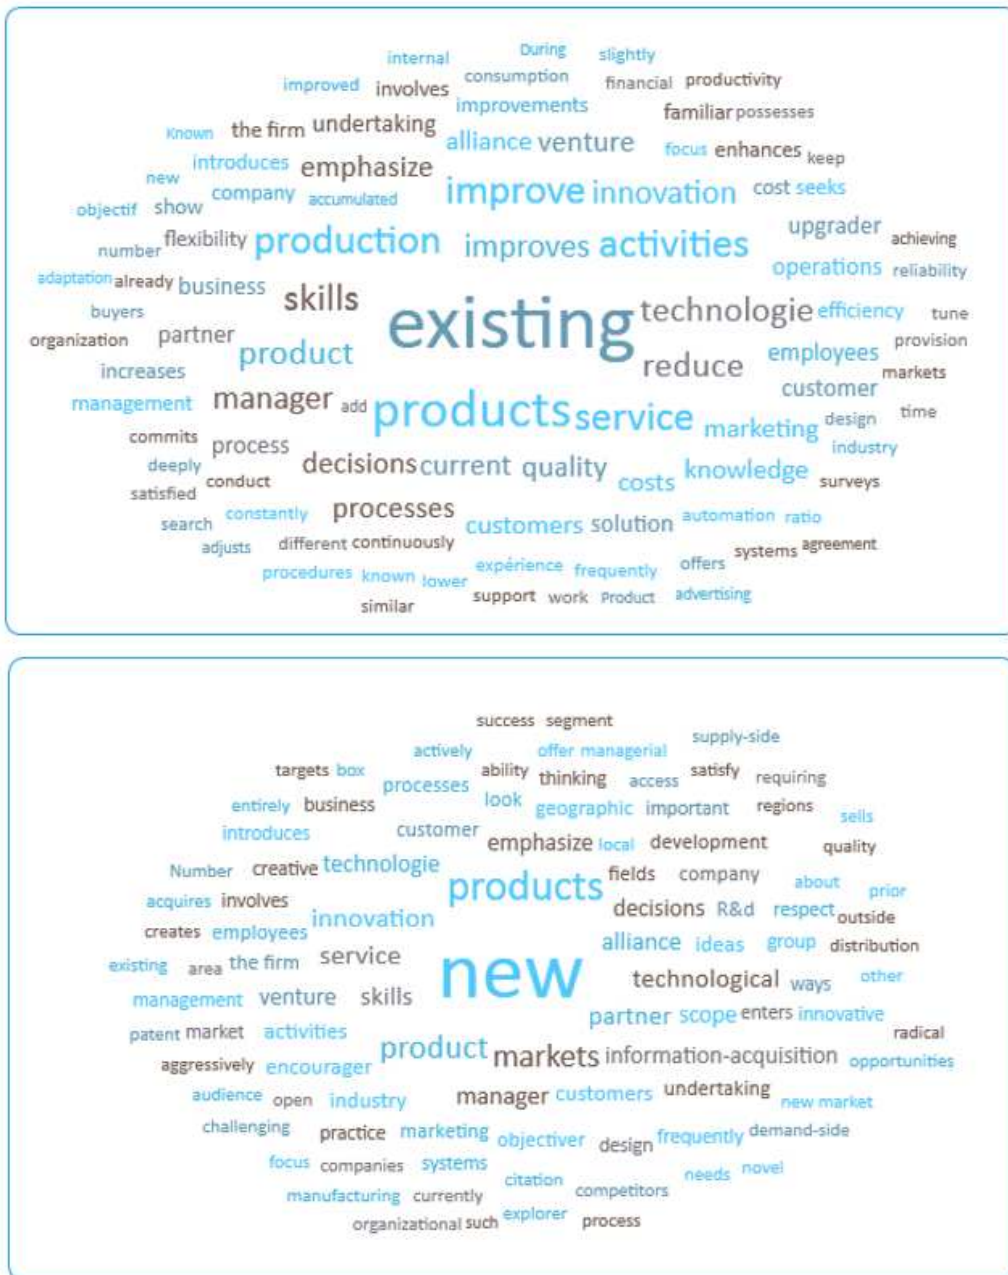 During slightly
internal
improved involves consumption financial productivity
improvements familiar possesses
Known the firm undertaking alliance venture focus enhances keep
introduces emphasize
new company accumulated improve innovation cost seeks
objectif show
number flexibility production improves activities upgrader achieving
adaptation already business skills operations reliability
buyers existing technologie efficiency tune
organization partner product reduce employees provision
increases customer markets
management manager add products service marketing design time
commits process industry
deeply decisions current quality costs knowledge surveys
satisfied conduct
search constantly processes customers solution automation ratio
adjusts different continuously systems agreement
procedures known lower expérience frequently offers
similar support work Product advertising
success segment
actively offer managerial supply-side
targets box processes ability thinking access satisfy requiring
entirely business look geographic important regions sells
introduces customer emphasize local development quality
Number creative technologie products fields company about prior
acquires involves innovation decisions R&d respect outside
creates employees alliance ideas group distribution
existing area the firm service new technological ways other
management venture skills partner scope enters innovative
patent market activities product markets information-acquisition radical
aggressively encourager opportunities
audience open industry manager customers undertaking new market
challenging practice marketing objectiver design frequently demand-side
focus companies systems citation needs novel
manufacturing currently competitors
organizational such explorer process